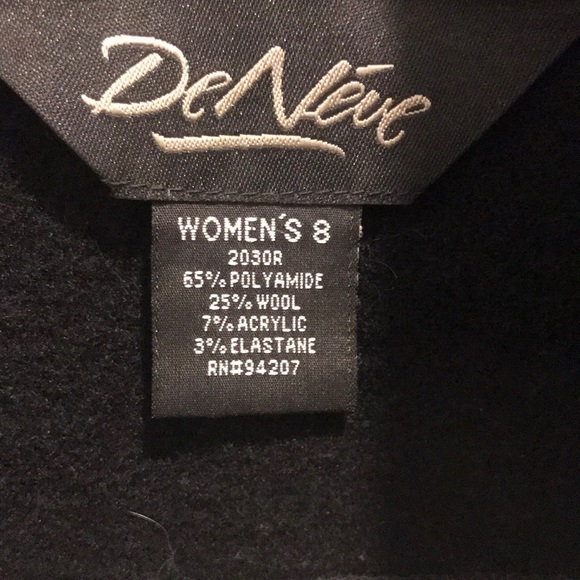 DeNéve
WOMEN'S 8
2030R
65% POLYAMIDE
25% WOOL
7% ACRYLIC
3% ELASTANE
RN#94207